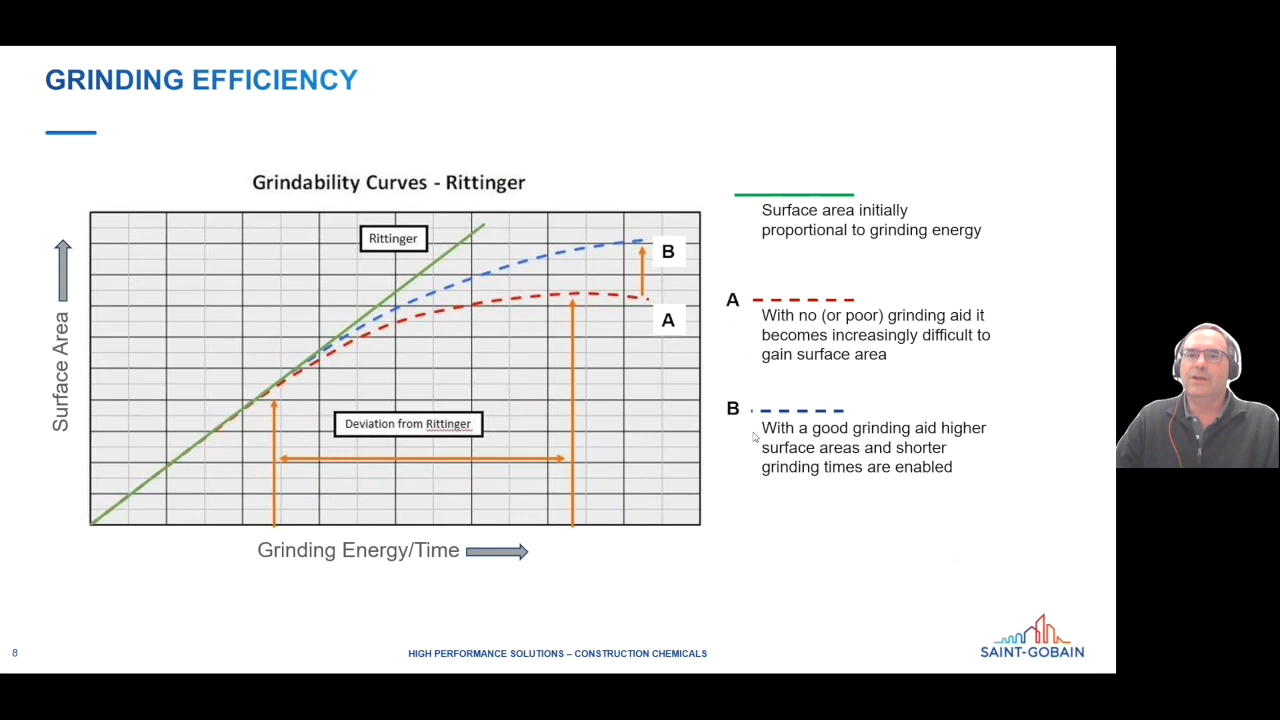 GRINDING EFFICIENCY
Grindability Curves - Rittinger
Rittinger
B
A
Deviation from Rittinger
Surface Area
Grinding Energy/Time
Surface area initially
proportional to grinding energy
A
With no (or poor) grinding aid it
becomes increasingly difficult to
gain surface area
B
With a good grinding aid higher
surface areas and shorter
grinding times are enabled
8
HIGH PERFORMANCE SOLUTIONS – CONSTRUCTION CHEMICALS
SAINT-GOBAIN